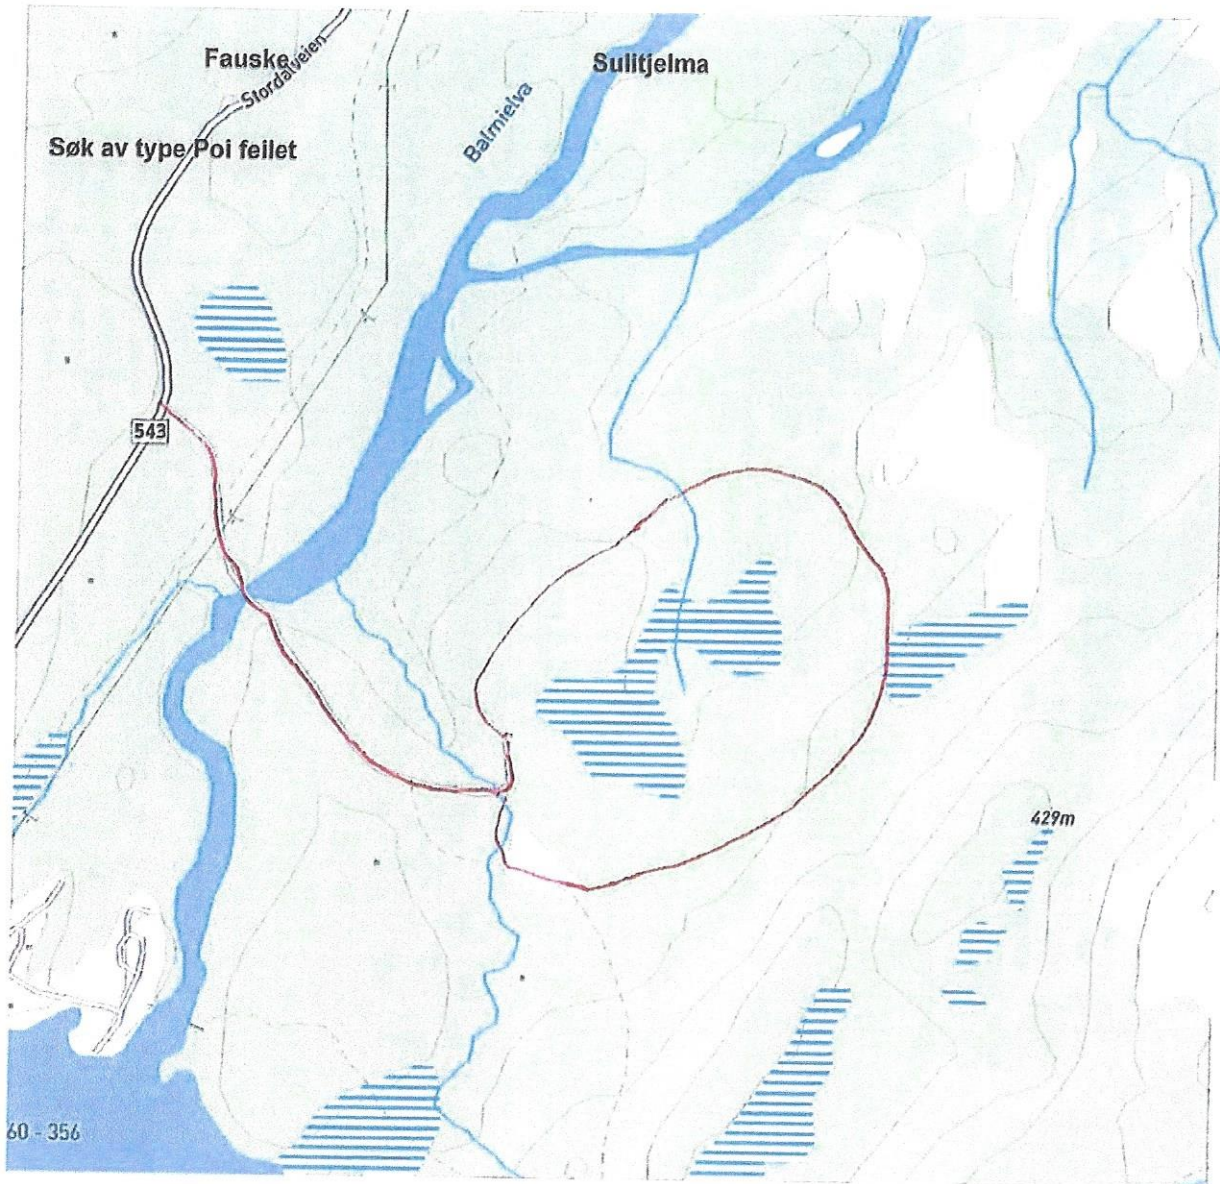 Fauske
Stordalveien
Sulitjelma
Balmielva
Søk av type Poi feilet
543
429m
60 - 356